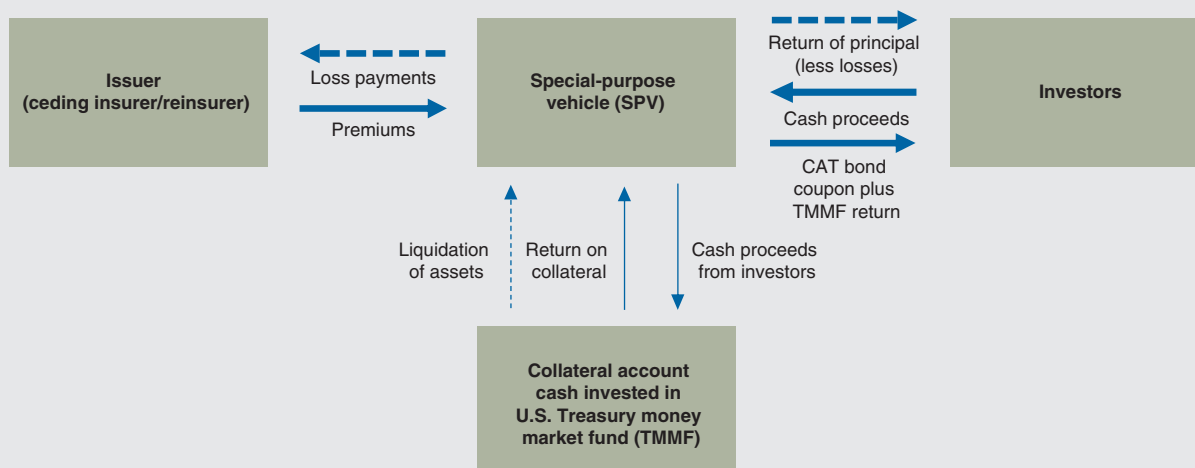 Issuer
(ceding insurer/reinsurer)
Loss payments
Premiums
Special-purpose
vehicle (SPV)
Return of principal
(less losses)
Cash proceeds
CAT bond
coupon plus
TMMF return
Investors
Liquidation
of assets
Return on
collateral
Cash proceeds
from investors
Collateral account
cash invested in
U.S. Treasury money
market fund (TMMF)